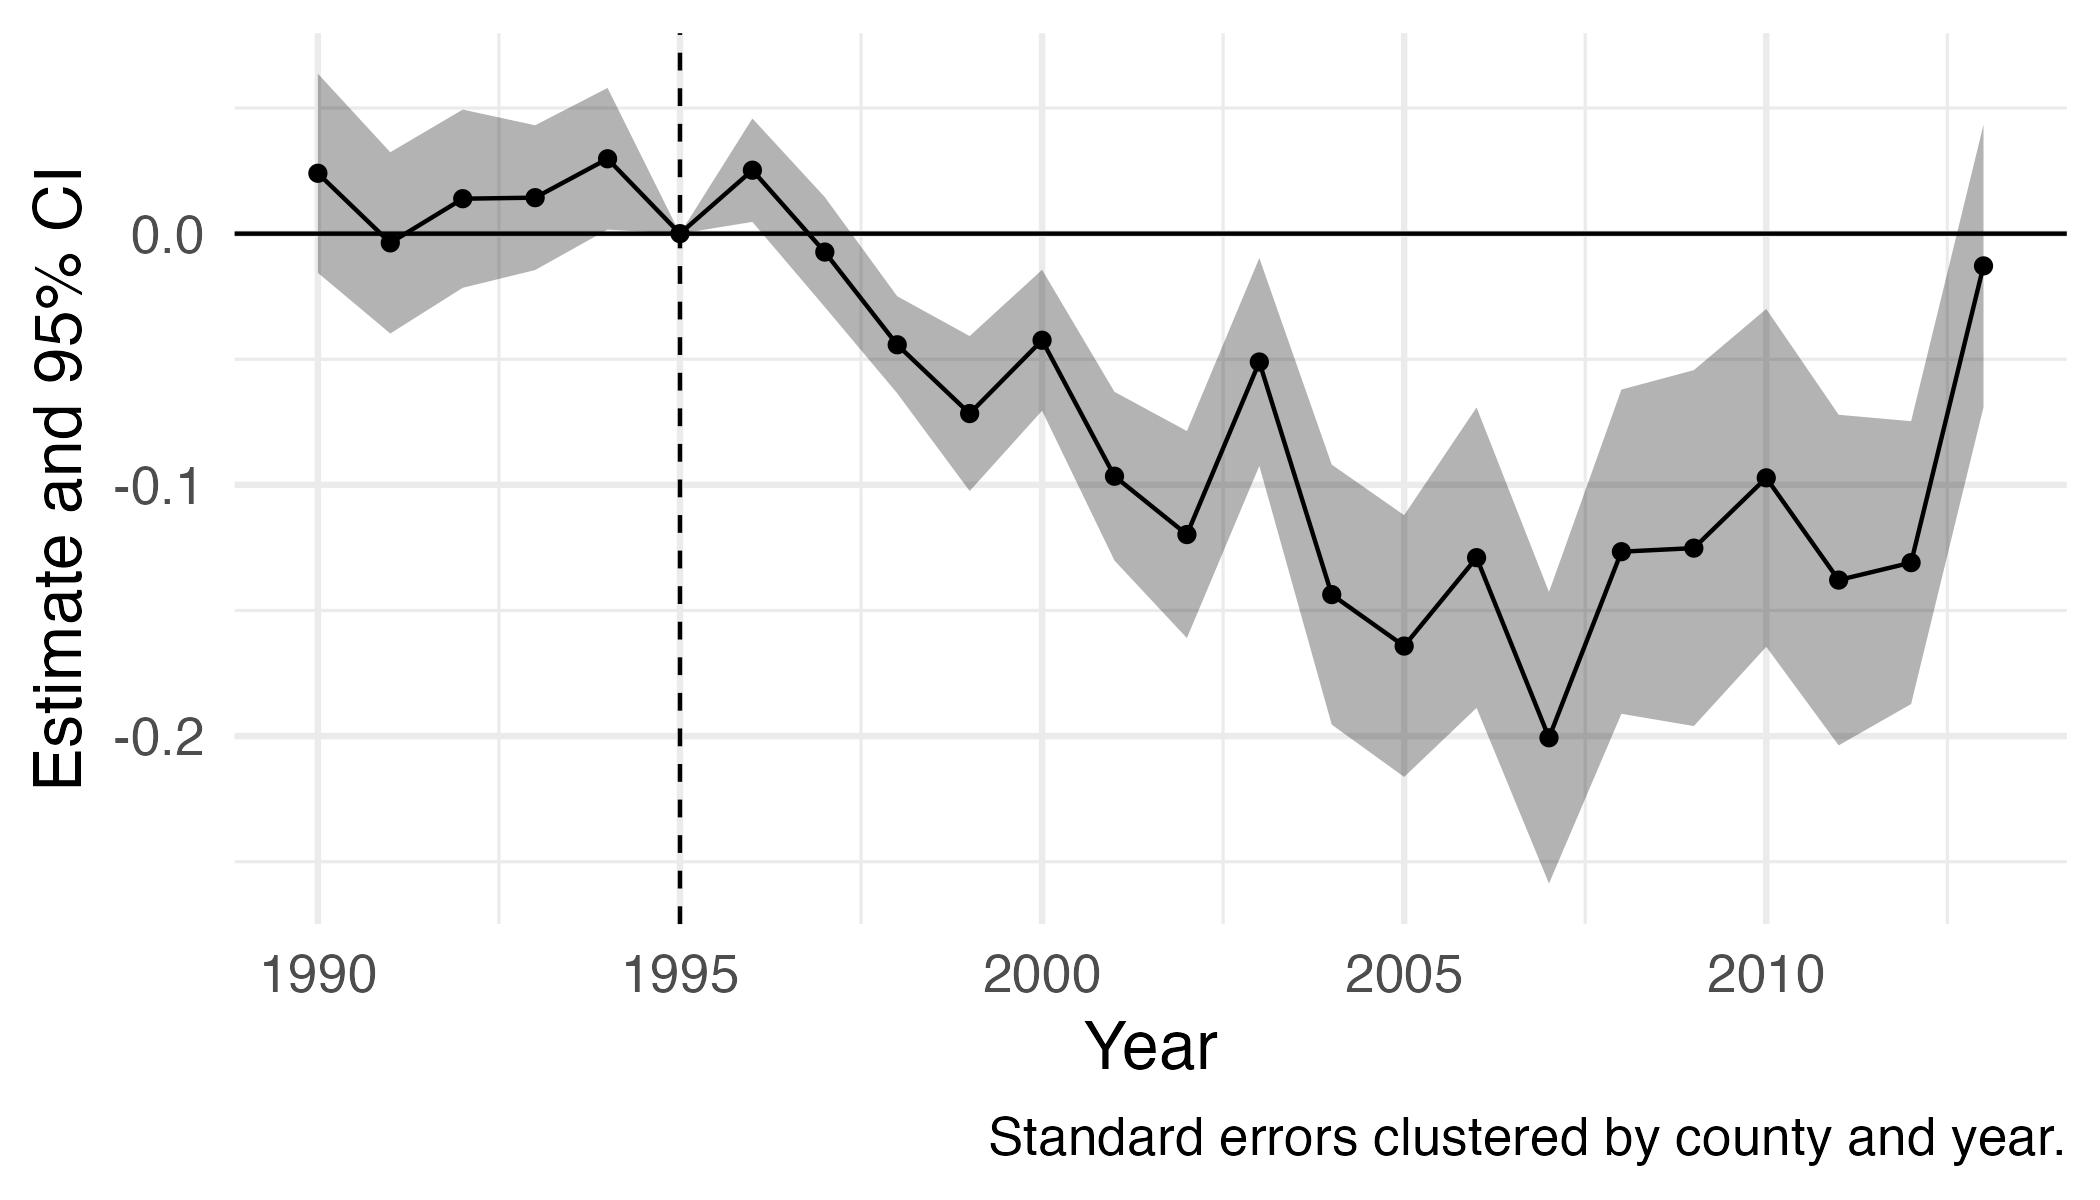 Estimate and 95% CI
0.0
-0.1
-0.2
1990
1995
2000
2005
2010
Year
Standard errors clustered by county and year.